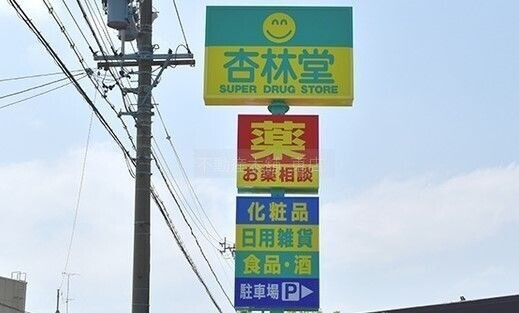 杏林堂
SUPER DRUG STORE
薬
お薬相談
化粧品
日用雑貨
食品・酒
駐車場 P